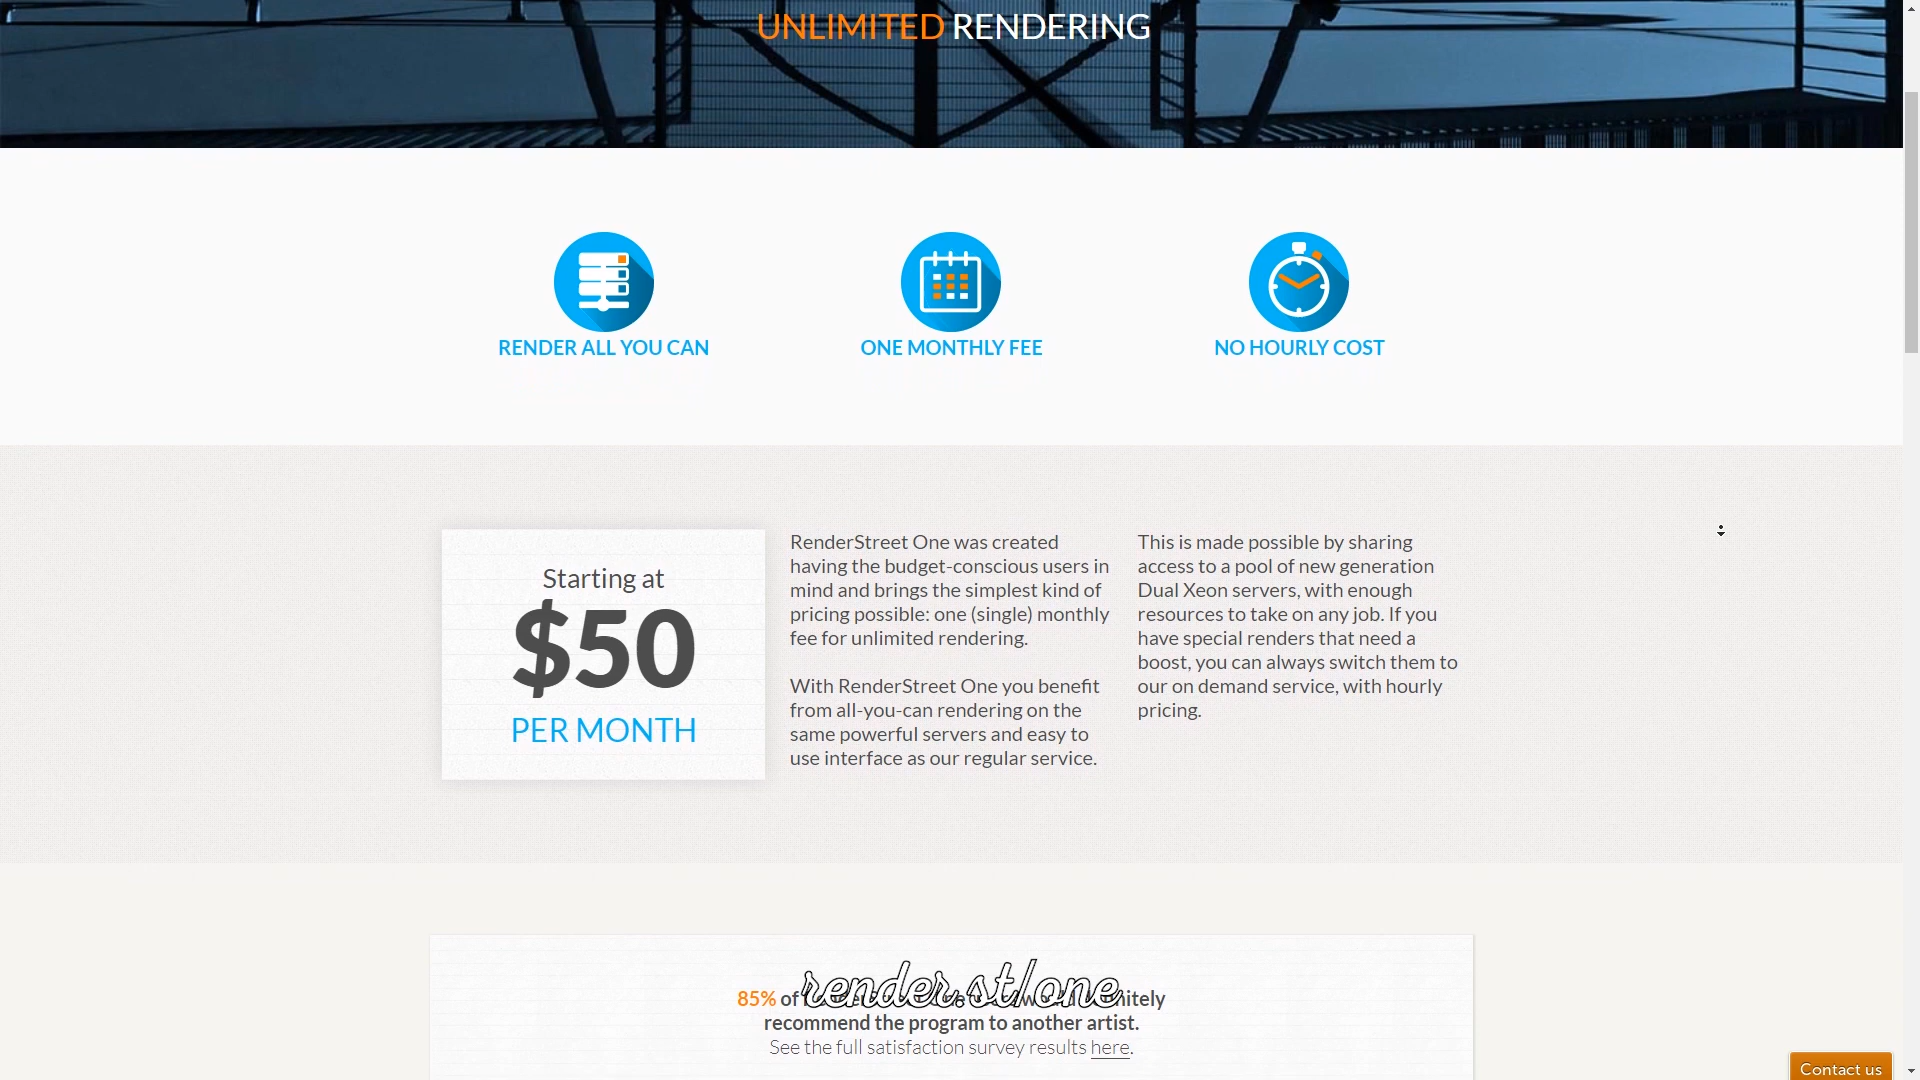 UNLIMITED RENDERING
RENDER ALL YOU CAN
ONE MONTHLY FEE
NO HOURLY COST
Starting at
$50
PER MONTH
RenderStreet One was created
having the budget-conscious users in
mind and brings the simplest kind of
pricing possible: one (single) monthly
fee for unlimited rendering.
With RenderStreet One you benefit
from all-you-can rendering on the
same powerful servers and easy to
use interface as our regular service.
This is made possible by sharing
access to a pool of new generation
Dual Xeon servers, with enough
resources to take on any job. If you
have special renders that need a
boost, you can always switch them to
our on demand service, with hourly
pricing.
render.st/one
85% of
recommend the program to another artist.
See the full satisfaction survey results here.
Contact us